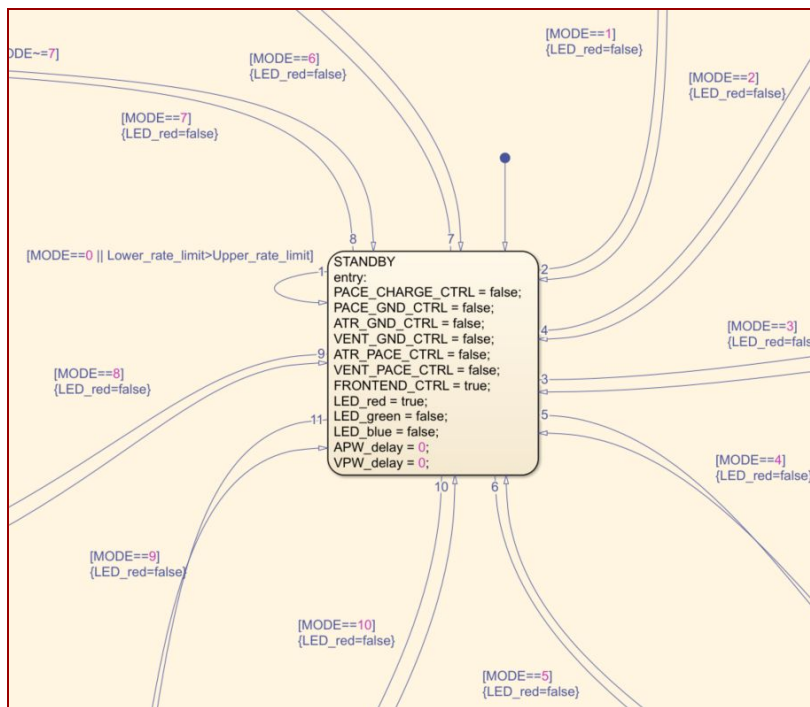 [MODE==6]
{LED_red=false}
[MODE==1]
{LED_red=false}
ODE~=7]
[MODE==2]
{LED_red=false}
[MODE==7]
{LED_red=false}
8
7
[MODE==0 || Lower_rate_limit>Upper_rate_limit]
1
2
STANDBY
entry:
PACE_CHARGE_CTRL = false;
PACE_GND_CTRL = false;
ATR_GND_CTRL = false;
VENT_GND_CTRL = false;
ATR_PACE_CTRL = false;
VENT_PACE_CTRL = false;
FRONTEND_CTRL = true;
LED_red = true;
LED_green = false;
LED_blue = false;
APW_delay = 0;
VPW_delay = 0;
4
[MODE==3]
{LED_red=fals
9
3
[MODE==8]
{LED_red=false}
11
5
[MODE==4]
{LED_red=false}
10
6
[MODE==9]
{LED_red=false}
[MODE==10]
{LED_red=false}
[MODE==5]
{LED_red=false}